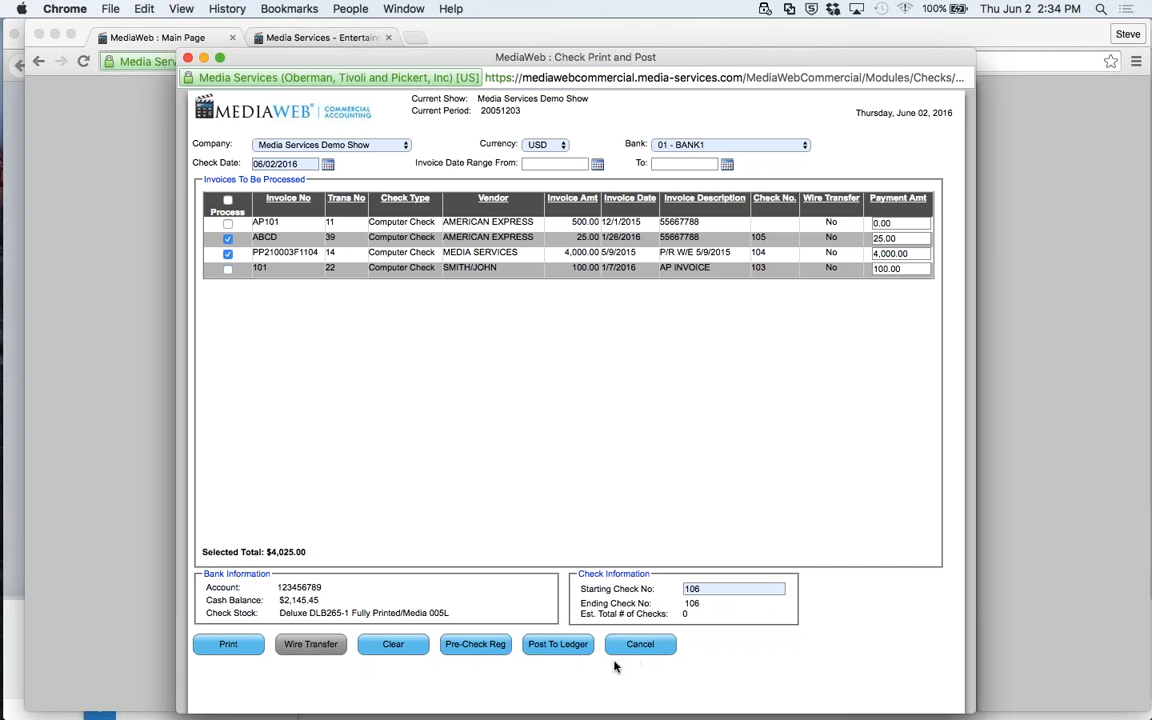 Chrome File Edit View History Bookmarks People Window Help 100% Thu Jun 2 2:34 PM
MediaWeb : Main Page Media Services - Entertain Steve
Media Serv
MediaWeb : Check Print and Post
Media Services (Oberman, Tivoli and Pickert, Inc) [US] https://mediawebcommercial.media-services.com/MediaWebCommercial/Modules/Checks/...
MEDIAWEB® | COMMERCIAL ACCOUNTING
Current Show: Media Services Demo Show
Current Period: 20051203
Thursday, June 02, 2016
Company: Media Services Demo Show Currency: USD Bank: 01 - BANK1
Check Date: 06/02/2016 Invoice Date Range From: To:
Invoices To Be Processed
Process Invoice No Trans No Check Type Vendor Invoice Amt Invoice Date Invoice Description Check No. Wire Transfer Payment Amt
AP101 11 Computer Check AMERICAN EXPRESS 500.00 12/1/2015 55667788 No 0.00
ABCD 39 Computer Check AMERICAN EXPRESS 25.00 1/26/2016 55667788 105 No 25.00
PP210003F1104 14 Computer Check MEDIA SERVICES 4,000.00 5/9/2015 P/R W/E 5/9/2015 104 No 4,000.00
101 22 Computer Check SMITH/JOHN 100.00 1/7/2016 AP INVOICE 103 No 100.00
Selected Total: $4,025.00
Bank Information
Account: 123456789
Cash Balance: $2,145.45
Check Stock: Deluxe DLB265-1 Fully Printed/Media 005L
Check Information
Starting Check No: 106
Ending Check No: 106
Est. Total # of Checks: 0
Print Wire Transfer Clear Pre-Check Reg Post To Ledger Cancel